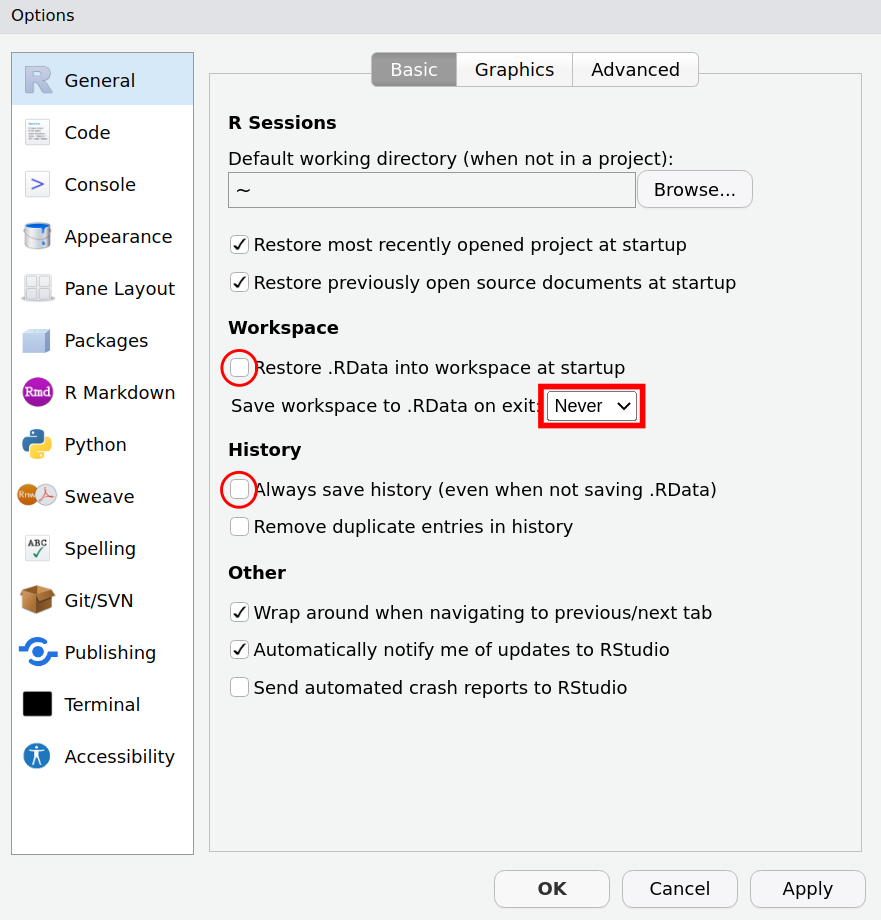 Options
General
Code
Console
Appearance
Pane Layout
Packages
R Markdown
Python
Sweave
Spelling
Git/SVN
Publishing
Terminal
Accessibility
Basic
Graphics
Advanced
R Sessions
Default working directory (when not in a project):
~
Browse...
Restore most recently opened project at startup
Restore previously open source documents at startup
Workspace
Restore .RData into workspace at startup
Save workspace to .RData on exit: Never
History
Always save history (even when not saving .RData)
Remove duplicate entries in history
Other
Wrap around when navigating to previous/next tab
Automatically notify me of updates to RStudio
Send automated crash reports to RStudio
OK
Cancel
Apply
R
>
Rmd
Rnw
ABC